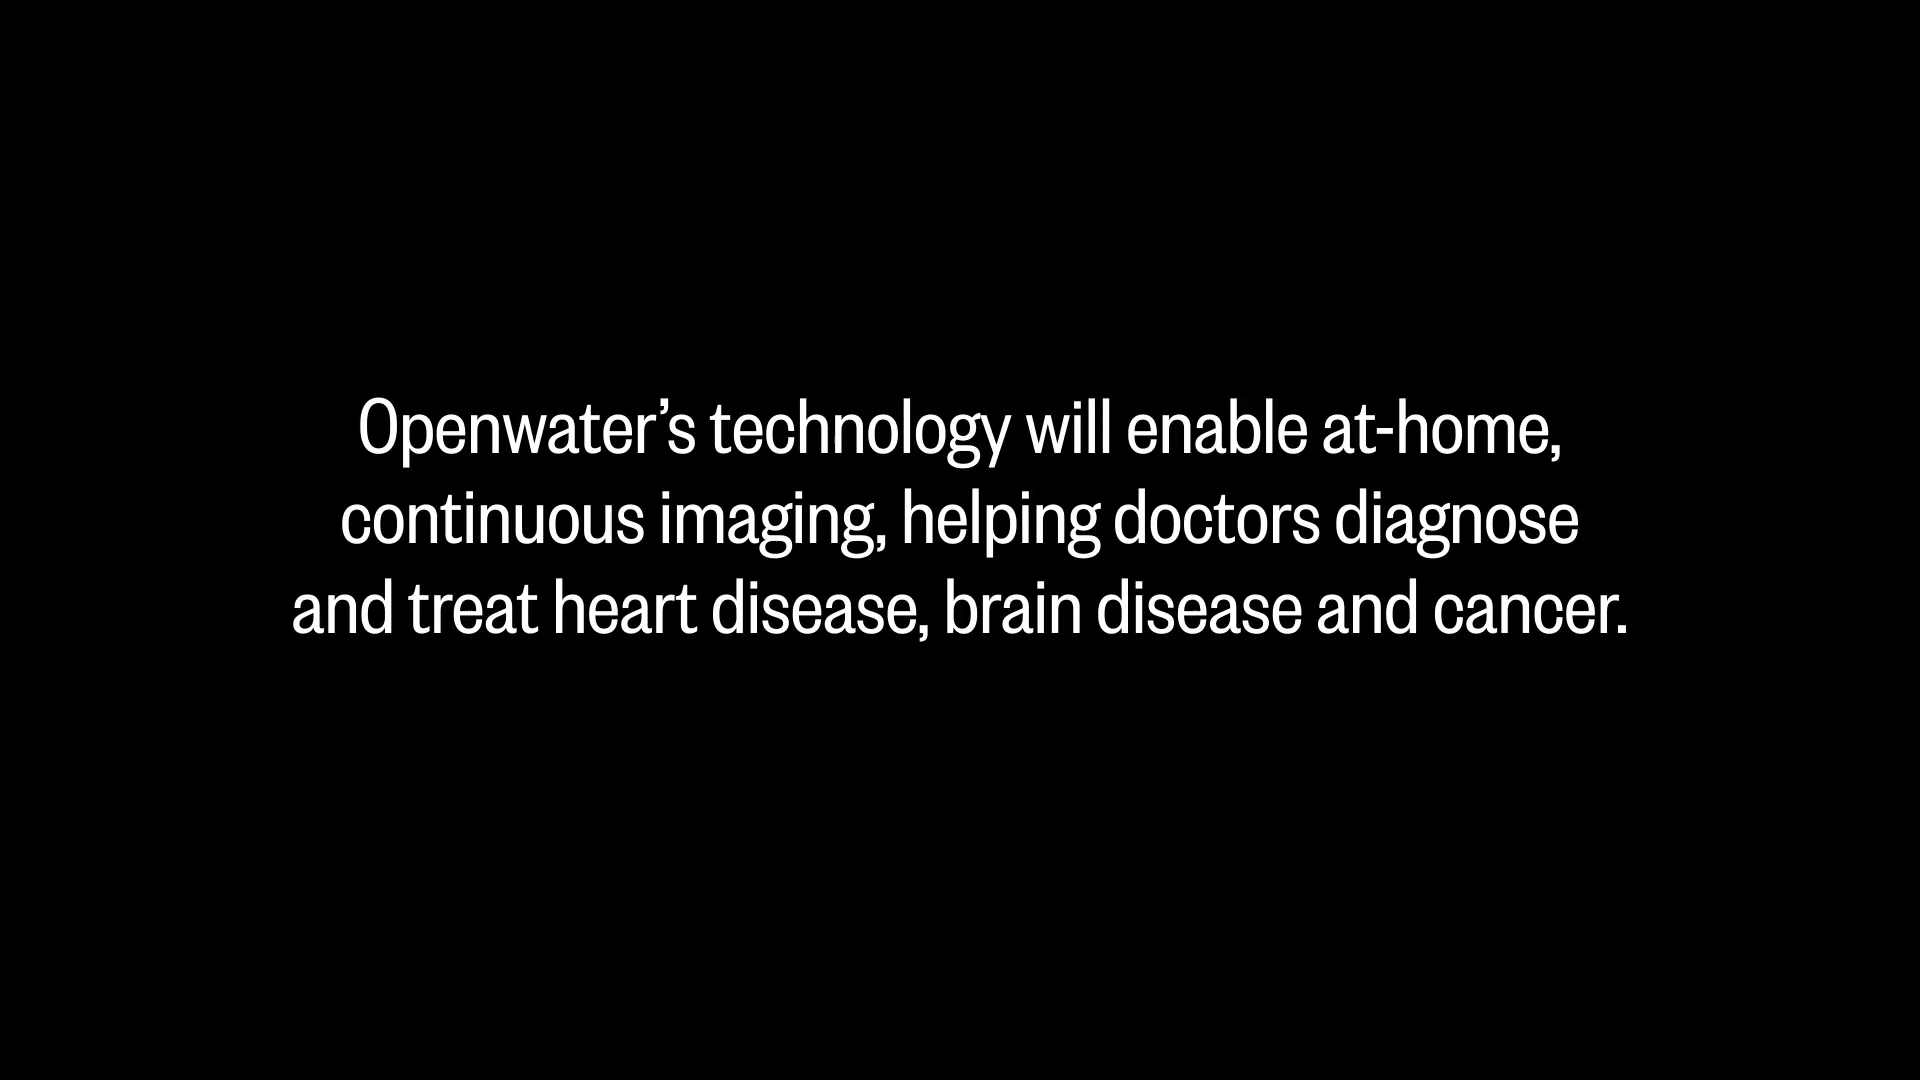 Openwater’s technology will enable at-home,
continuous imaging, helping doctors diagnose
and treat heart disease, brain disease and cancer.